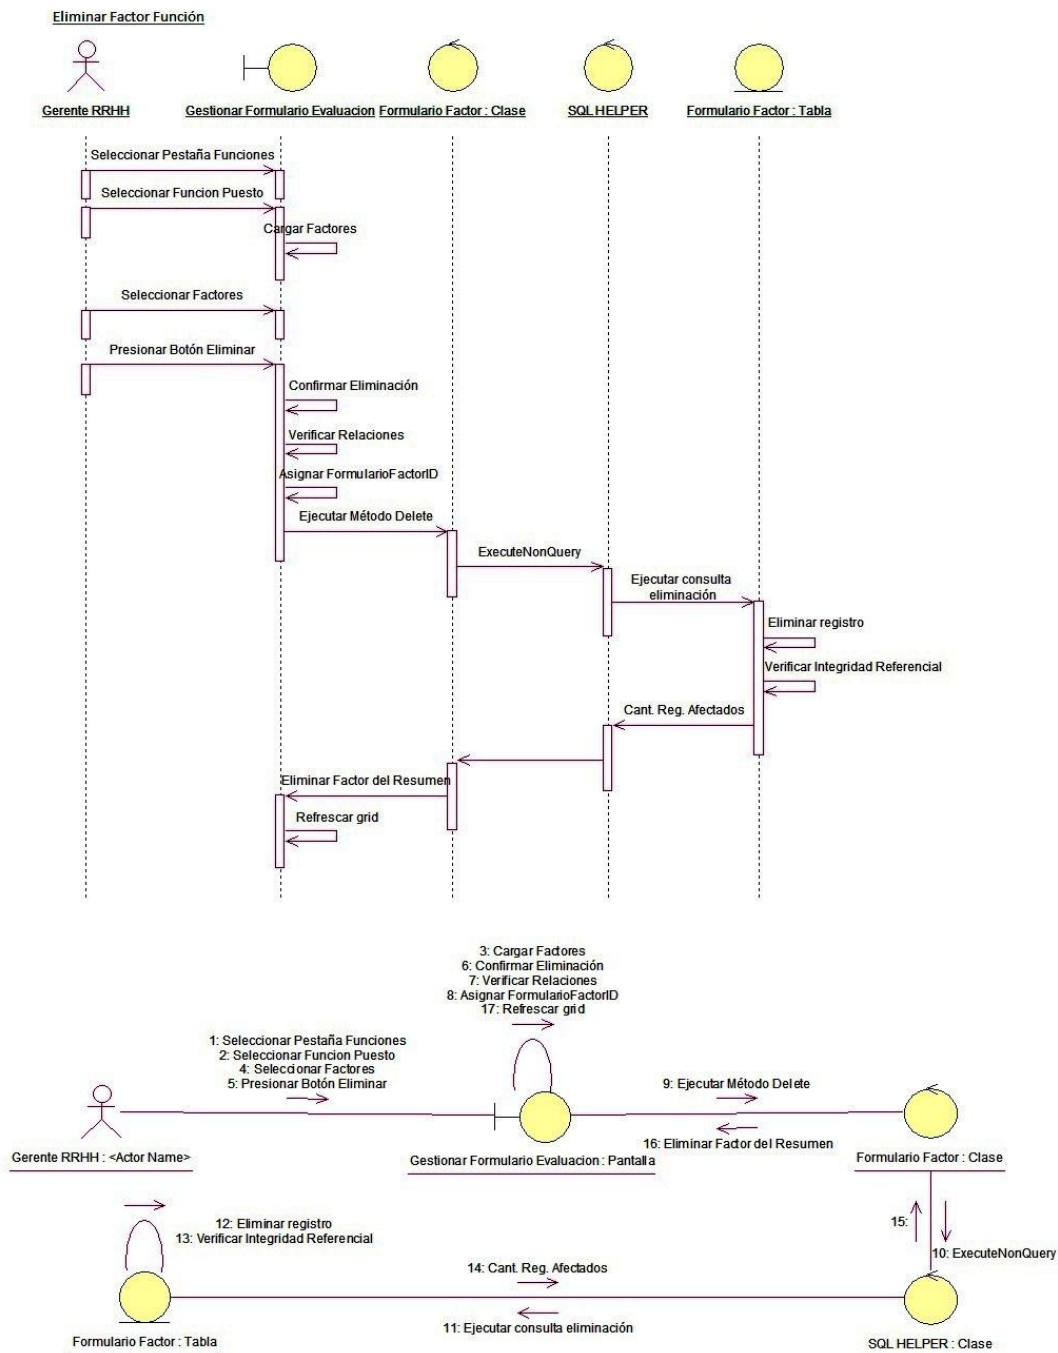 Eliminar Factor Función
Gerente RRHH
Gestionar Formulario Evaluacion
Formulario Factor : Clase
SQL HELPER
Formulario Factor : Tabla
Seleccionar Pestaña Funciones
Seleccionar Funcion Puesto
Cargar Factores
Seleccionar Factores
Presionar Botón Eliminar
Confirmar Eliminación
Verificar Relaciones
Asignar FormularioFactorID
Ejecutar Método Delete
ExecuteNonQuery
Ejecutar consulta
eliminación
Eliminar registro
Verificar Integridad Referencial
Cant. Reg. Afectados
Eliminar Factor del Resumen
Refrescar grid
3: Cargar Factores
6: Confirmar Eliminación
7: Verificar Relaciones
8: Asignar FormularioFactorID
17: Refrescar grid
1: Seleccionar Pestaña Funciones
2: Seleccionar Funcion Puesto
4: Seleccionar Factores
5: Presionar Botón Eliminar
9: Ejecutar Método Delete
16: Eliminar Factor del Resumen
Gerente RRHH : <Actor Name>
Gestionar Formulario Evaluacion : Pantalla
Formulario Factor : Clase
12: Eliminar registro
13: Verificar Integridad Referencial
15:
10: ExecuteNonQuery
14: Cant. Reg. Afectados
11: Ejecutar consulta eliminación
Formulario Factor : Tabla
SQL HELPER : Clase